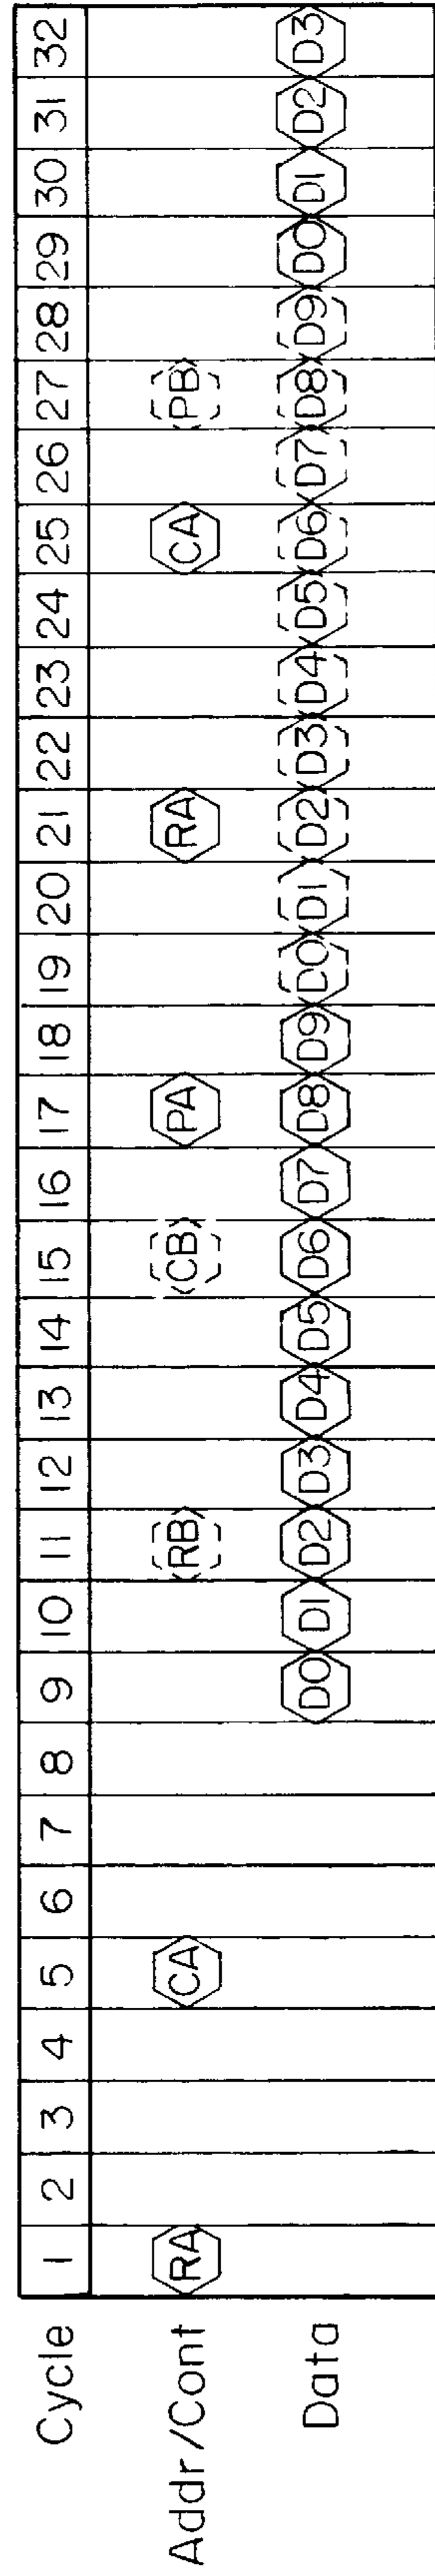 Cycle 1 2 3 4 5 6 7 8 9 10 11 12 13 14 15 16 17 18 19 20 21 22 23 24 25 26 27 28 29 30 31 32
Addr/Cont RA CA RB CB PA RA CA PB
Data D0 D1 D2 D3 D4 D5 D6 D7 D8 D9 D0 D1 D2 D3 D4 D5 D6 D7 D8 D9 D0 D1 D2 D3